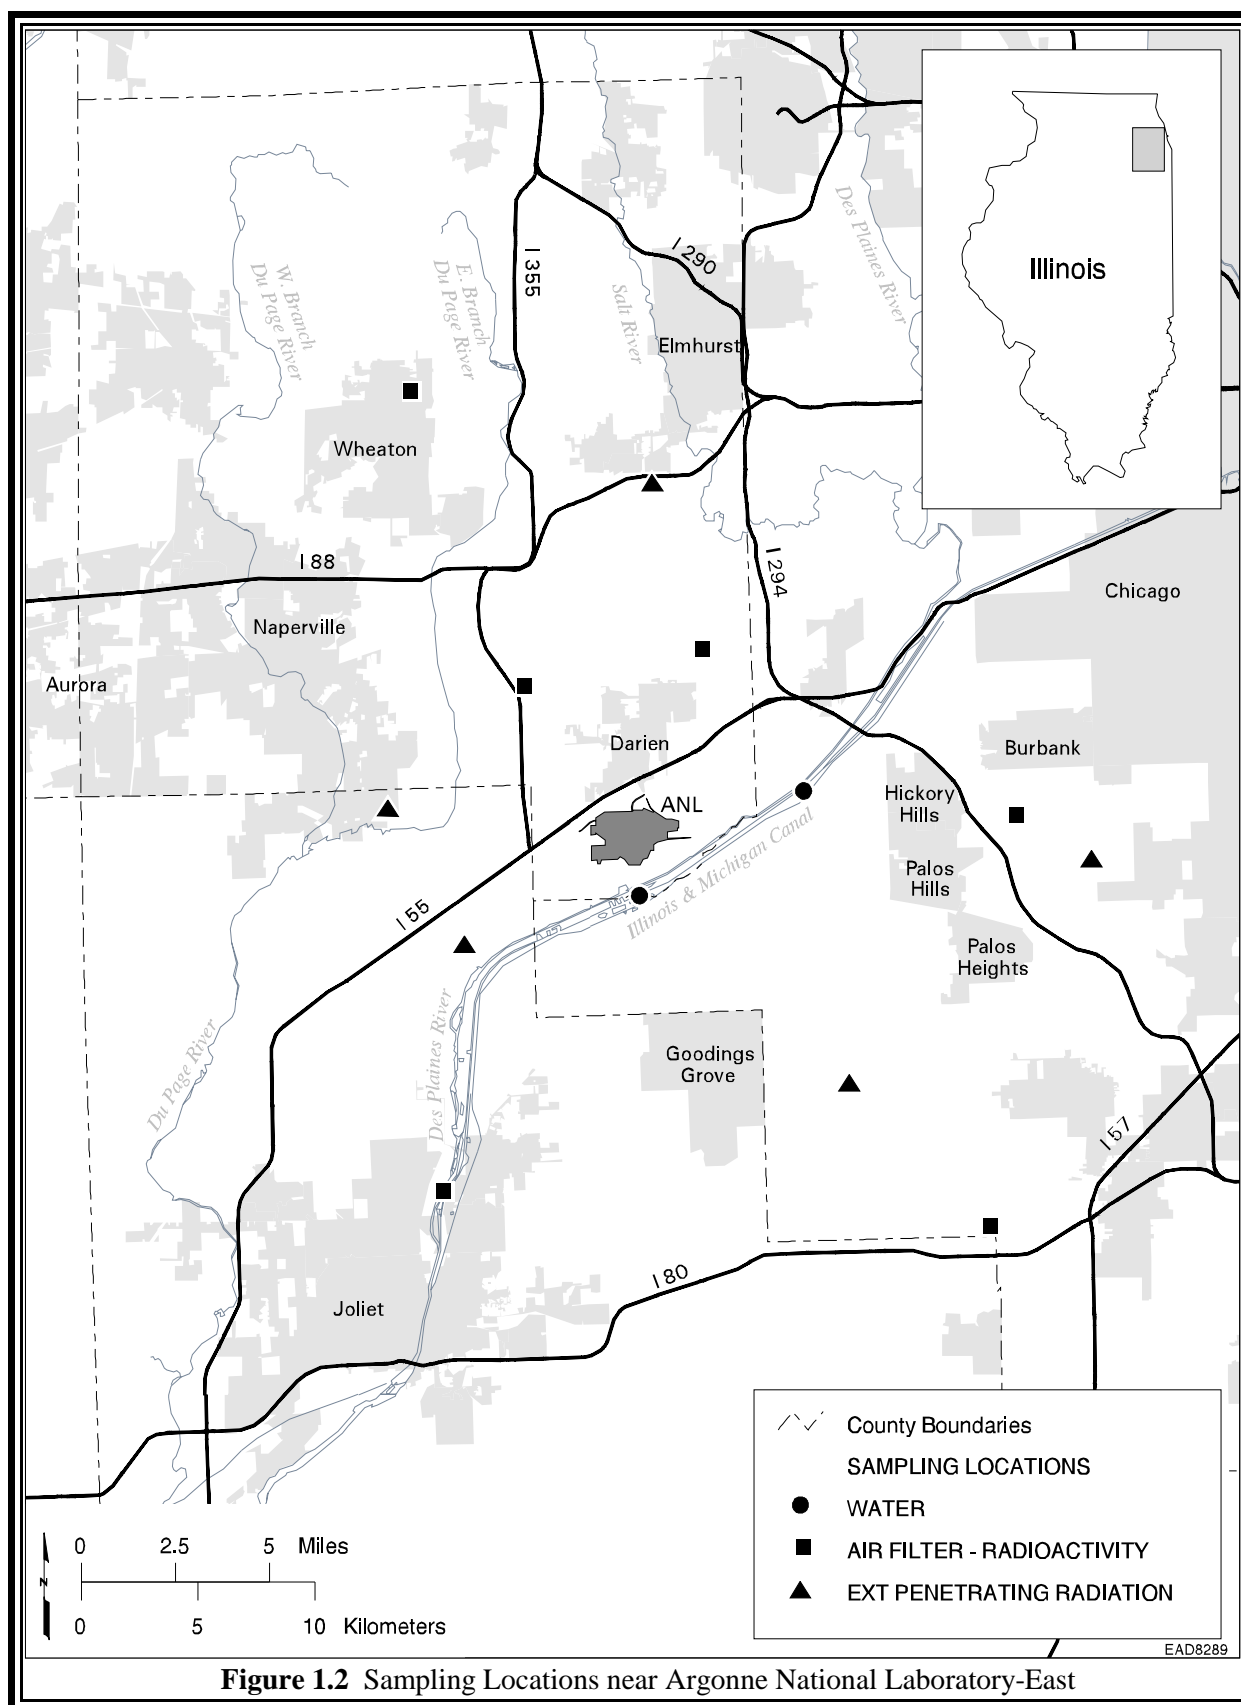 Illinois
Des Plaines River
I 290
I 355
W. Branch
Du Page River
E. Branch
Du Page River
Salt River
Elmhurst
Wheaton
I 88
I 294
Chicago
Naperville
Aurora
Darien
Burbank
ANL
Hickory
Hills
Illinois & Michigan Canal
Palos
Hills
I 55
Palos
Heights
Des Plaines River
Du Page River
Goodings
Grove
I 57
I 80
Joliet
County Boundaries
SAMPLING LOCATIONS
WATER
AIR FILTER - RADIOACTIVITY
EXT PENETRATING RADIATION
0 2.5 5 Miles
N
0 5 10 Kilometers
EAD8289
Figure 1.2 Sampling Locations near Argonne National Laboratory-East